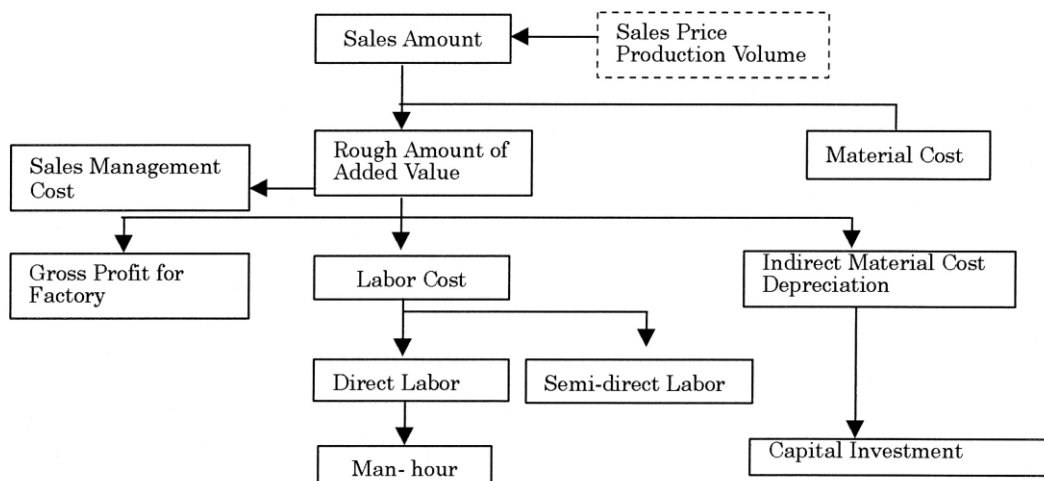 Sales Amount
Sales Price
Production Volume
Rough Amount of
Added Value
Material Cost
Sales Management
Cost
Gross Profit for
Factory
Labor Cost
Indirect Material Cost
Depreciation
Direct Labor
Semi-direct Labor
Man- hour
Capital Investment